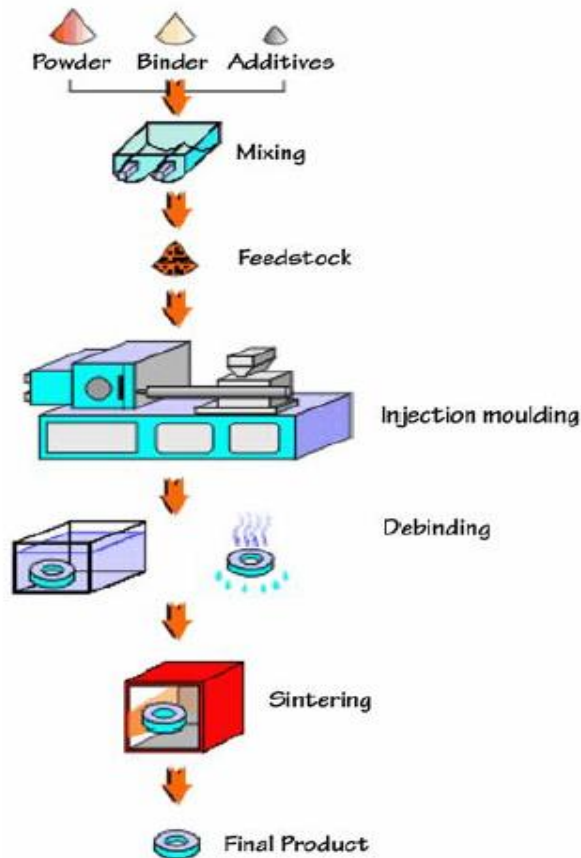 Powder Binder Additives
Mixing
Feedstock
Injection moulding
Debinding
Sintering
Final Product